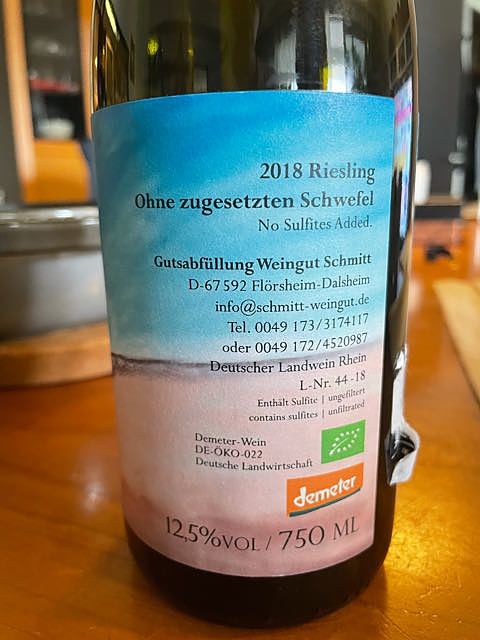 2018 Riesling
Ohne zugesetzten Schwefel
No Sulfites Added.
Gutsabfüllung Weingut Schmitt
D-67 592 Flörsheim-Dalsheim
info@schmitt-weingut.de
Tel. 0049 173/3174117
oder 0049 172/4520987
Deutscher Landwein Rhein
L-Nr. 44-18
Enthält Sulfite | ungefiltert
contains sulfites | unfiltrated
Demeter-Wein
DE-ÖKO-022
Deutsche Landwirtschaft
demeter
12,5%VOL / 750 ML